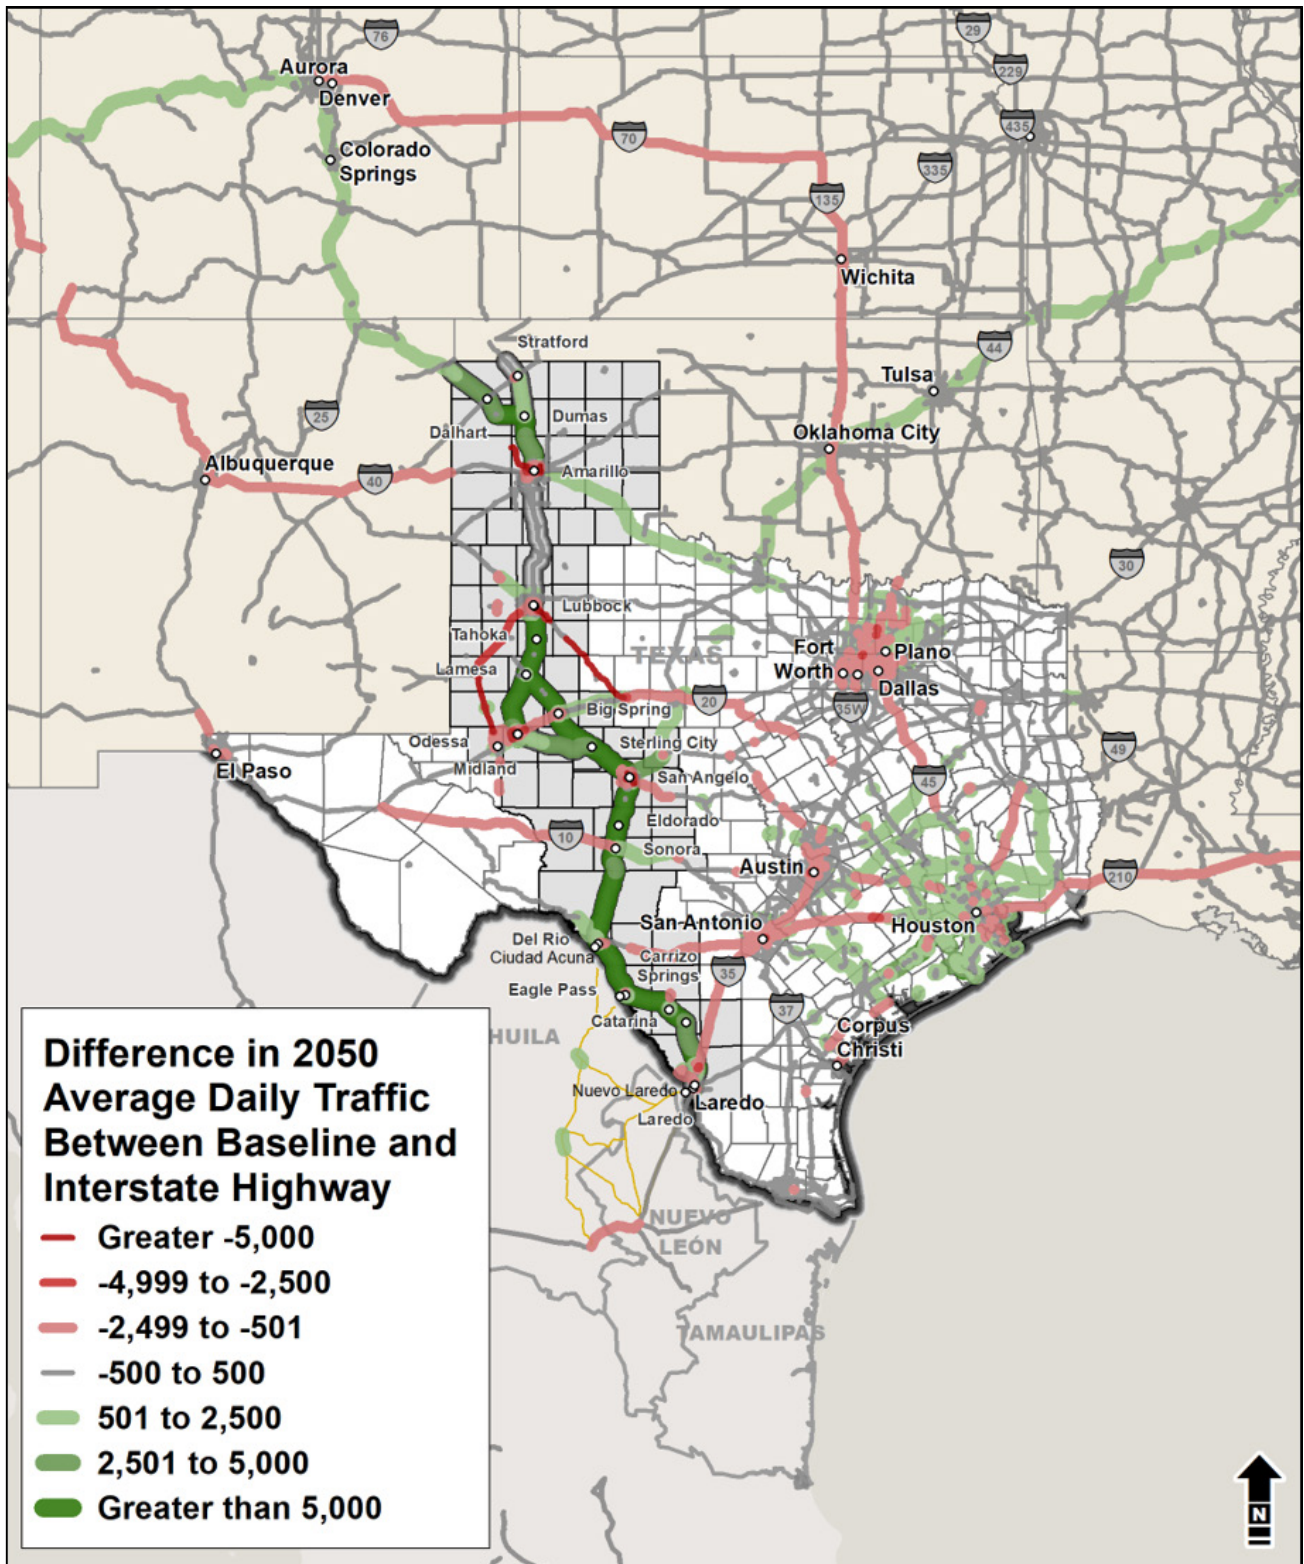 76
29
229
Aurora
Denver
435
70
Colorado
Springs
335
135
Wichita
Stratford
44
Tulsa
25
Dumas
Dalhart
Oklahoma City
Albuquerque
Amarillo
40
30
Lubbock
Tahoka
TEXAS
Fort
Worth
Plano
Lamesa
Dallas
20
35W
Big Spring
Odessa
Sterling City
49
El Paso
Midland
San Angelo
45
Eldorado
10
Sonora
Austin
210
San Antonio
Houston
Del Rio
Ciudad Acuna
Carrizo
Springs
35
Eagle Pass
37
Catarina
Corpus
Christi
HUILA
Nuevo Laredo
Laredo
Laredo
NUEVO
LEÓN
TAMAULIPAS
Difference in 2050
Average Daily Traffic
Between Baseline and
Interstate Highway
Greater -5,000
-4,999 to -2,500
-2,499 to -501
-500 to 500
501 to 2,500
2,501 to 5,000
Greater than 5,000
N